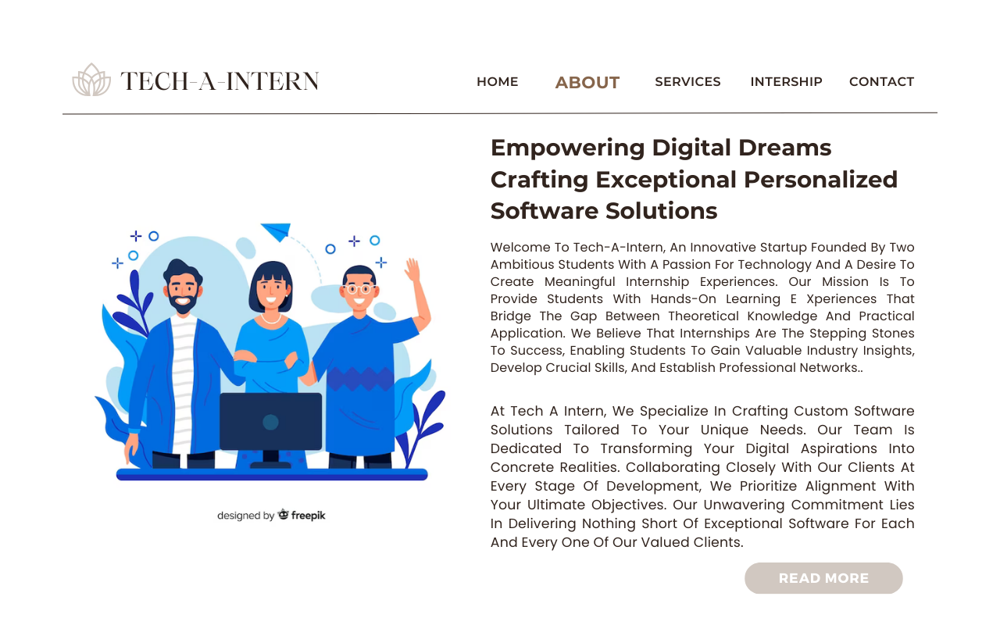 TECH-A-INTERN
HOME ABOUT SERVICES INTERSHIP CONTACT
Empowering Digital Dreams
Crafting Exceptional Personalized
Software Solutions
Welcome To Tech-A-Intern, An Innovative Startup Founded By Two
Ambitious Students With A Passion For Technology And A Desire To
Create Meaningful Internship Experiences. Our Mission Is To
Provide Students With Hands-On Learning E Xperiences That
Bridge The Gap Between Theoretical Knowledge And Practical
Application. We Believe That Internships Are The Stepping Stones
To Success, Enabling Students To Gain Valuable Industry Insights,
Develop Crucial Skills, And Establish Professional Networks..
At Tech A Intern, We Specialize In Crafting Custom Software
Solutions Tailored To Your Unique Needs. Our Team Is
Dedicated To Transforming Your Digital Aspirations Into
Concrete Realities. Collaborating Closely With Our Clients At
Every Stage Of Development, We Prioritize Alignment With
Your Ultimate Objectives. Our Unwavering Commitment Lies
In Delivering Nothing Short Of Exceptional Software For Each
And Every One Of Our Valued Clients.
READ MORE
designed by freepik